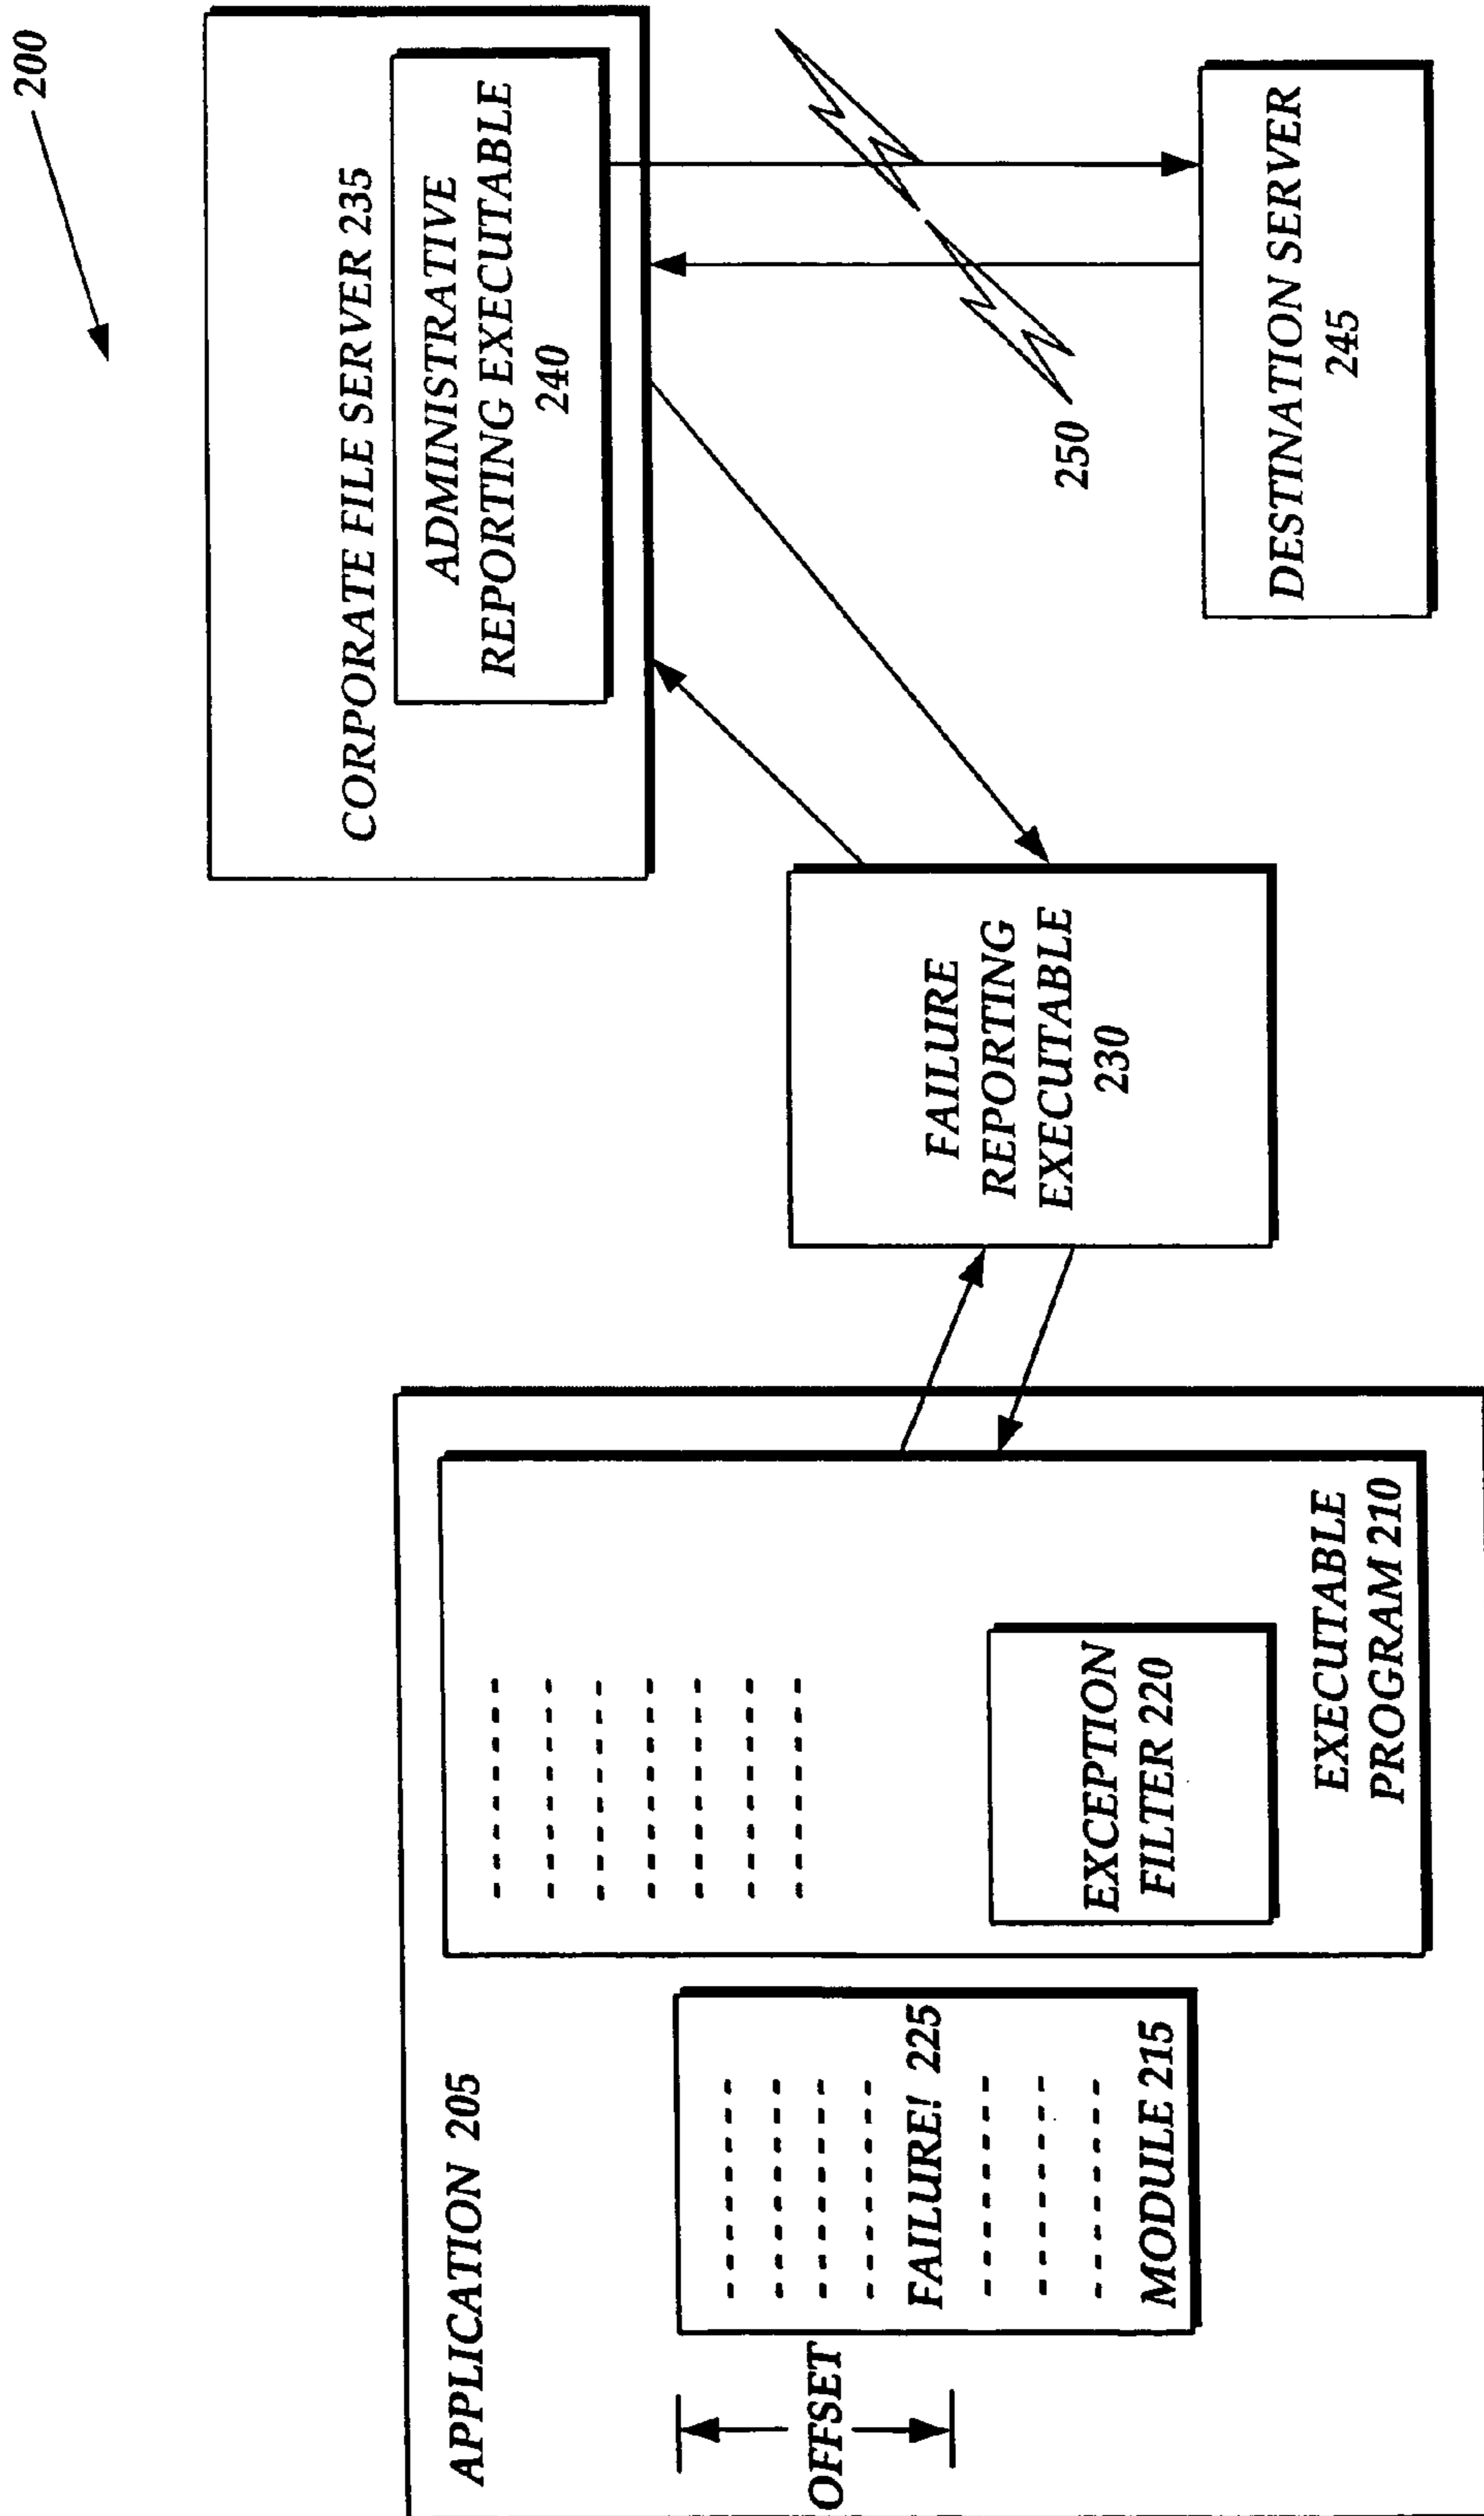 200
APPLICATION 205
OFFSET
FAILURE! 225
MODULE 215
EXCEPTION
FILTER 220
EXECUTABLE
PROGRAM 210
FAILURE
REPORTING
EXECUTABLE
230
CORPORATE FILE SERVER 235
ADMINISTRATIVE
REPORTING EXECUTABLE
240
250
DESTINATION SERVER
245